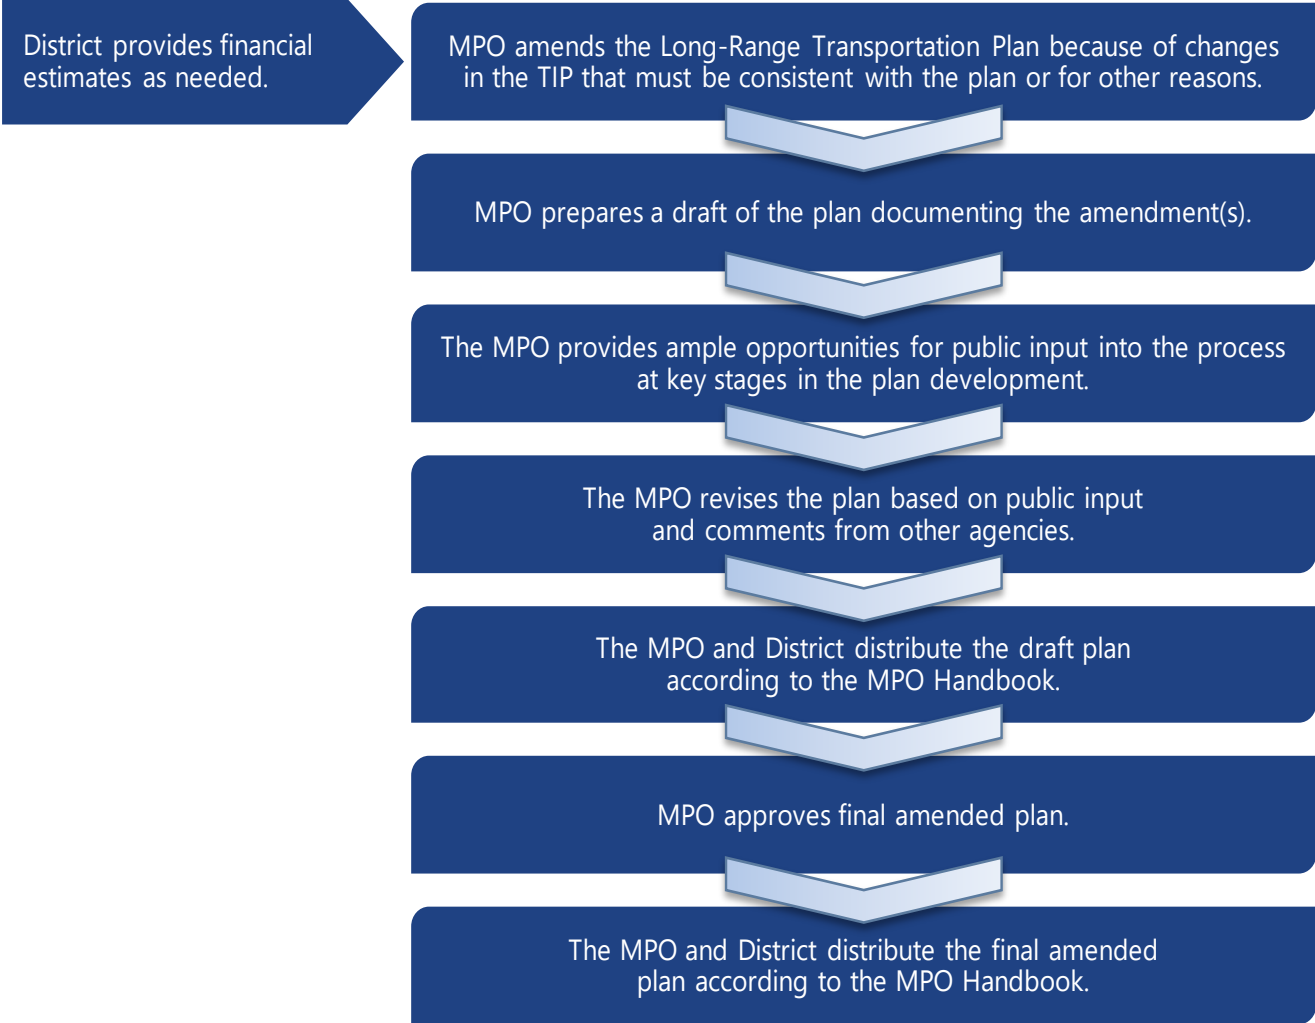 District provides financial
estimates as needed.
MPO amends the Long-Range Transportation Plan because of changes
in the TIP that must be consistent with the plan or for other reasons.
MPO prepares a draft of the plan documenting the amendment(s).
The MPO provides ample opportunities for public input into the process
at key stages in the plan development.
The MPO revises the plan based on public input
and comments from other agencies.
The MPO and District distribute the draft plan
according to the MPO Handbook.
MPO approves final amended plan.
The MPO and District distribute the final amended
plan according to the MPO Handbook.